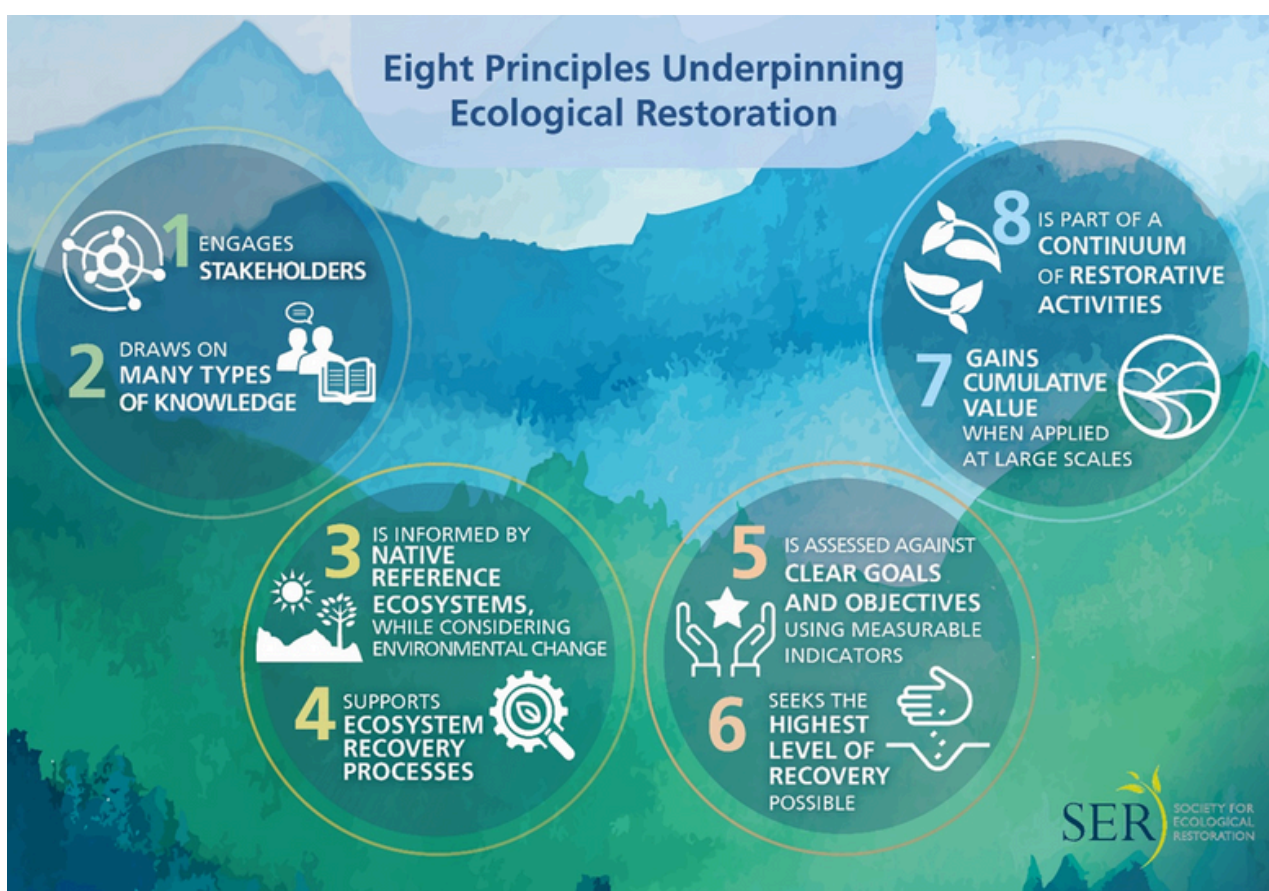 Eight Principles Underpinning
Ecological Restoration
1 ENGAGES
STAKEHOLDERS
2 DRAWS ON
MANY TYPES
OF KNOWLEDGE
3 IS INFORMED BY
NATIVE
REFERENCE
ECOSYSTEMS,
WHILE CONSIDERING
ENVIRONMENTAL CHANGE
4 SUPPORTS
ECOSYSTEM
RECOVERY
PROCESSES
5 IS ASSESSED AGAINST
CLEAR GOALS
AND OBJECTIVES
USING MEASURABLE
INDICATORS
6 SEEKS THE
HIGHEST
LEVEL OF
RECOVERY
POSSIBLE
7 GAINS
CUMULATIVE
VALUE
WHEN APPLIED
AT LARGE SCALES
8 IS PART OF A
CONTINUUM
OF RESTORATIVE
ACTIVITIES
SER
SOCIETY FOR
ECOLOGICAL
RESTORATION